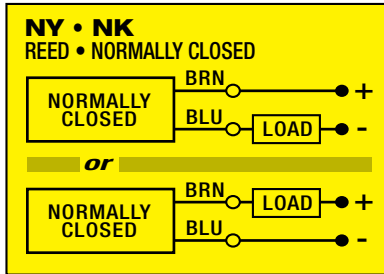 NY • NK
REED • NORMALLY CLOSED
NORMALLY
CLOSED
BRN
+
BLU
LOAD
-
or
NORMALLY
CLOSED
BRN
LOAD
+
BLU
-